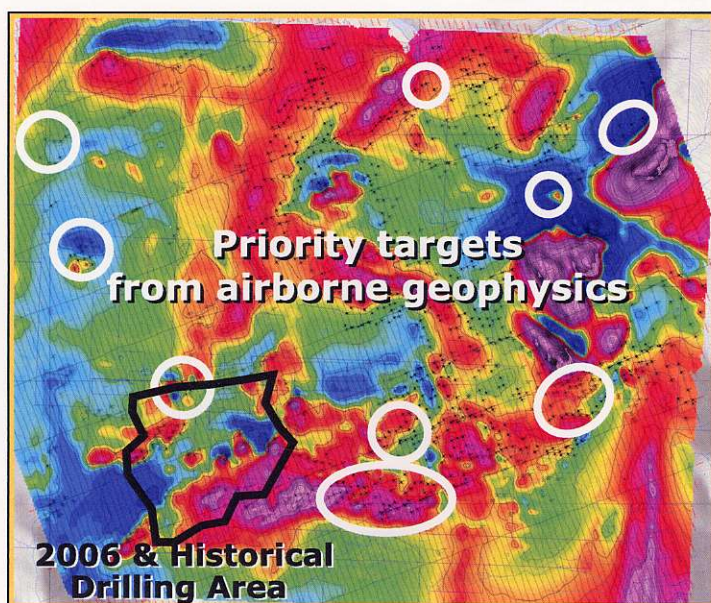 Priority targets
from airborne geophysics
2006 & Historical
Drilling Area